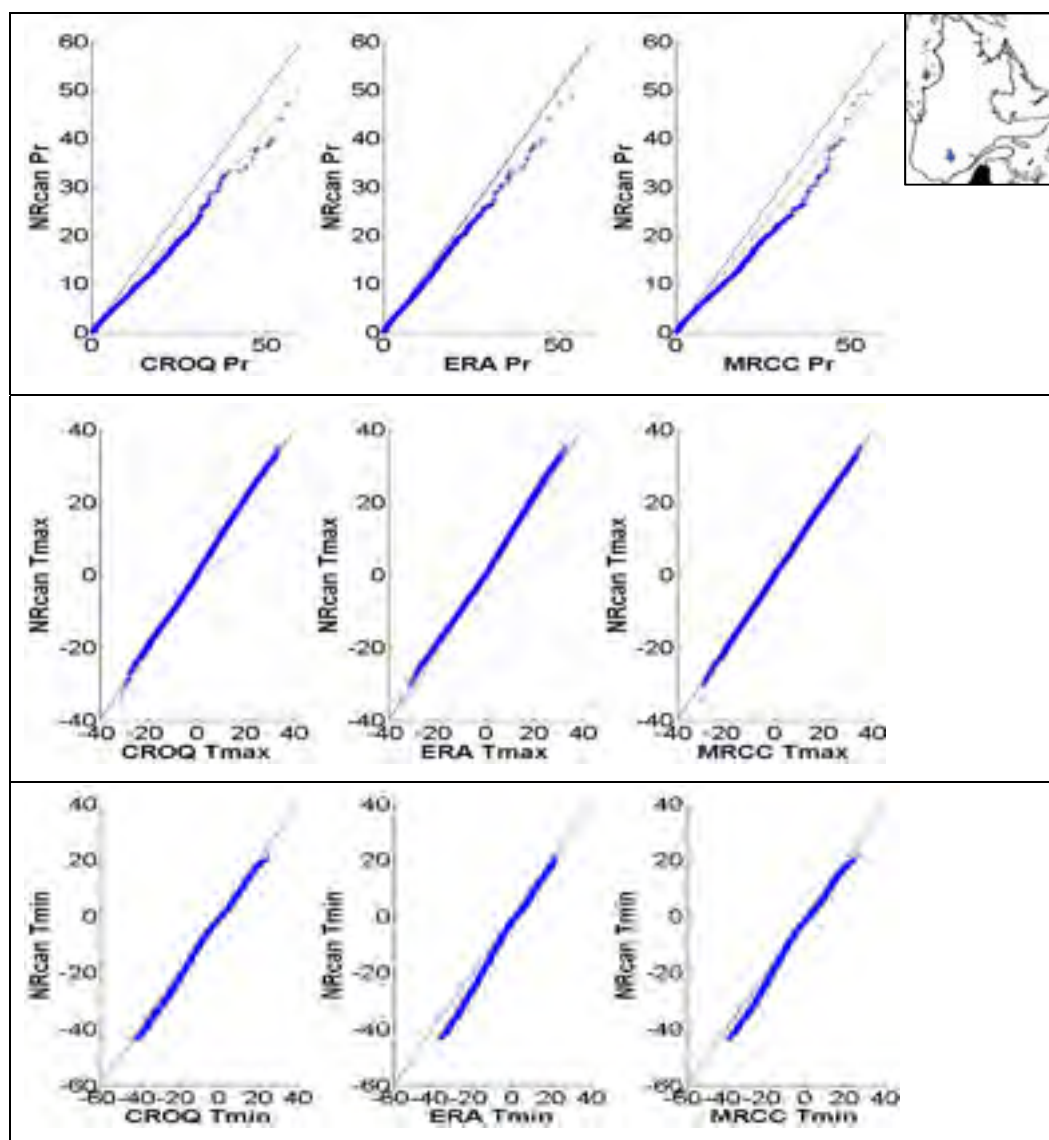 60
50
40
30
20
10
0
NRcan Pr
0 50
CROQ Pr
60
50
40
30
20
10
0
NRcan Pr
0 50
ERA Pr
60
50
40
30
20
10
0
NRcan Pr
0 50
MRCC Pr
40
20
0
-20
-40
NRcan Tmax
-40 -20 0 20 40
CROQ Tmax
40
20
0
-20
-40
NRcan Tmax
-40 -20 0 20 40
ERA Tmax
40
20
0
-20
-40
NRcan Tmax
-40 -20 0 20 40
MRCC Tmax
40
20
0
-20
-40
-60
NRcan Tmin
-60 -40 -20 0 20 40
CROQ Tmin
40
20
0
-20
-40
-60
NRcan Tmin
-60 -40 -20 0 20 40
ERA Tmin
40
20
0
-20
-40
-60
NRcan Tmin
-60 -40 -20 0 20 40
MRCC Tmin